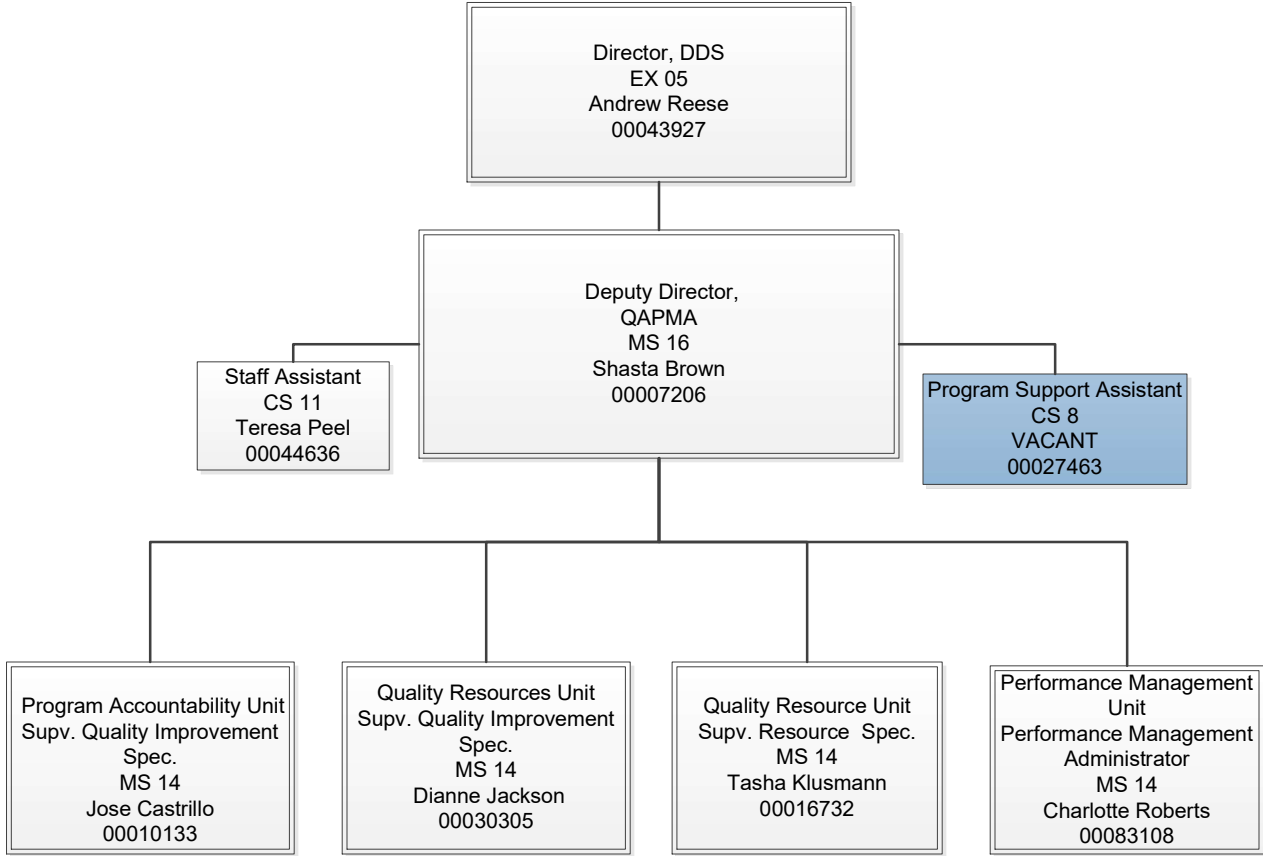 Director, DDS
EX 05
Andrew Reese
00043927
Deputy Director,
QAPMA
MS 16
Shasta Brown
00007206
Staff Assistant
CS 11
Teresa Peel
00044636
Program Support Assistant
CS 8
VACANT
00027463
Program Accountability Unit
Supv. Quality Improvement
Spec.
MS 14
Jose Castrillo
00010133
Quality Resources Unit
Supv. Quality Improvement
Spec.
MS 14
Dianne Jackson
00030305
Quality Resource Unit
Supv. Resource Spec.
MS 14
Tasha Klusmann
00016732
Performance Management
Unit
Performance Management
Administrator
MS 14
Charlotte Roberts
00083108